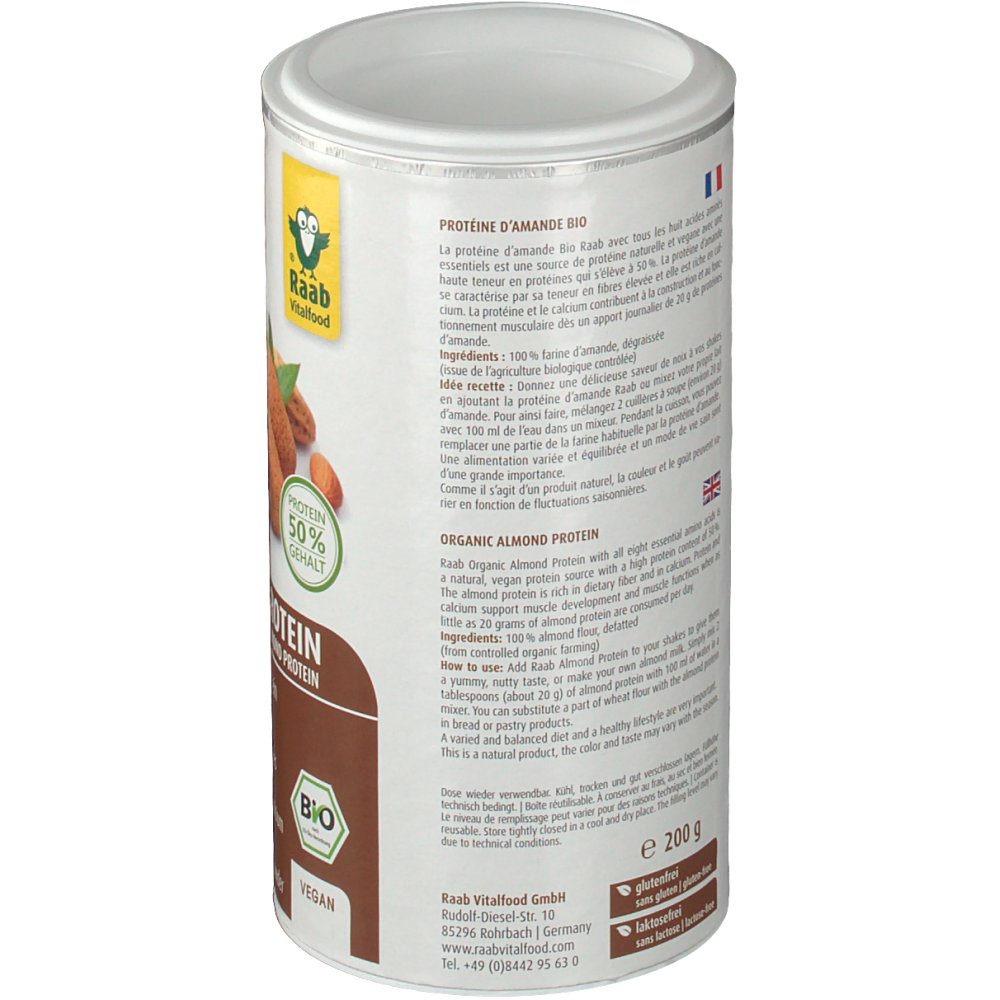 ®
Raab
Vitalfood
PROTEIN
50 %
GEHALT
OTEIN
PROTEIN
BiO
VEGAN
PROTÉINE D'AMANDE BIO
La protéine d'amande Bio Raab avec tous les huit acides aminés
essentiels est une source de protéine naturelle et vegane avec une
haute teneur en protéines qui s'élève à 50 %. La protéine d'amande
se caractérise par sa teneur en fibres élevée et elle est riche en cal-
cium. La protéine et le calcium contribuent à la construction et au fonc-
tionnement musculaire dès un apport journalier de 20 g de protéines
d'amande.
Ingrédients : 100 % farine d'amande, dégraissée
(issue de l'agriculture biologique contrôlée)
Idée recette : Donnez une délicieuse saveur de noix à vos shakes
en ajoutant la protéine d'amande Raab ou mixez votre propre lait
d'amande. Pour ainsi faire, mélangez 2 cuillères à soupe (environ 20 g)
avec 100 ml de l'eau dans un mixeur. Pendant la cuisson, vous pouvez
remplacer une partie de la farine habituelle par la protéine d'amande.
Une alimentation variée et équilibrée et un mode de vie sain sont
d'une grande importance.
Comme il s'agit d'un produit naturel, la couleur et le goût peuvent va-
rier en fonction de fluctuations saisonnières.
ORGANIC ALMOND PROTEIN
Raab Organic Almond Protein with all eight essential amino acids is
a natural, vegan protein source with a high protein content of 50 %.
The almond protein is rich in dietary fiber and in calcium. Protein and
calcium support muscle development and muscle functions when as
little as 20 grams of almond protein are consumed per day.
Ingredients: 100 % almond flour, defatted
(from controlled organic farming)
How to use: Add Raab Almond Protein to your shakes to give them
a yummy, nutty taste, or make your own almond milk. Simply mix 2
tablespoons (about 20 g) of almond protein with 100 ml of water in a
mixer. You can substitute a part of wheat flour with the almond protein
in bread or pastry products.
A varied and balanced diet and a healthy lifestyle are very important.
This is a natural product, the color and taste may vary with the season.
Dose wieder verwendbar. Kühl, trocken und gut verschlossen lagern. Füllhöhe
technisch bedingt. | Boîte réutilisable. À conserver au frais, au sec et bien fermée.
Le niveau de remplissage peut varier pour des raisons techniques. | Container is
reusable. Store tightly closed in a cool and dry place. The filling level may vary
due to technical conditions.
℮ 200 g
Raab Vitalfood GmbH
Rudolf-Diesel-Str. 10
85296 Rohrbach | Germany
www.raabvitalfood.com
Tel. +49 (0)8442 95 63 0
glutenfrei
sans gluten | gluten-free
laktosefrei
sans lactose | lactose-free